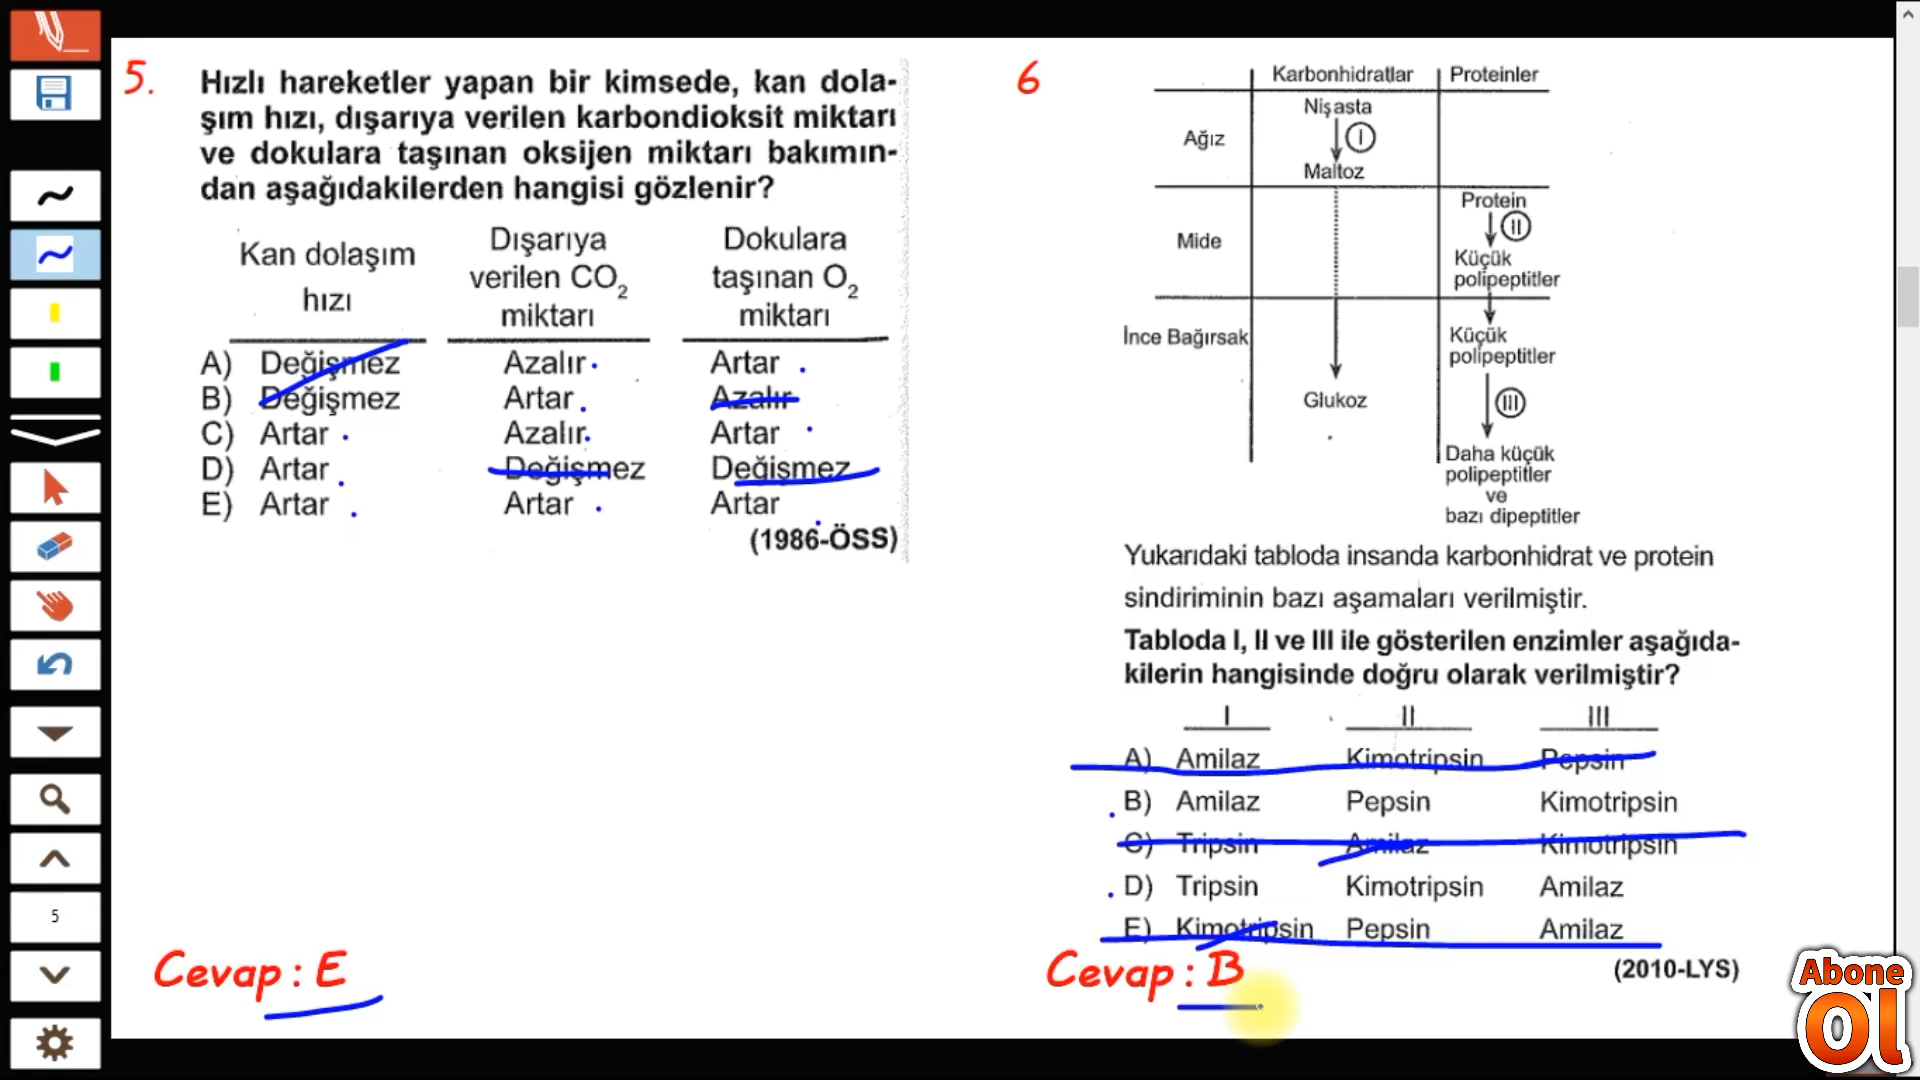 5.
Hızlı hareketler yapan bir kimsede, kan dola-
şım hızı, dışarıya verilen karbondioksit miktarı
ve dokulara taşınan oksijen miktarı bakımın-
dan aşağıdakilerden hangisi gözlenir?
Kan dolaşım hızı
Dışarıya verilen CO₂ miktarı
Dokulara taşınan O₂ miktarı
A) Değişmez Azalır Artar
B) Değişmez Artar Azalır
C) Artar Azalır Artar
D) Artar Değişmez Değişmez
E) Artar Artar Artar
(1986-ÖSS)
Cevap : E
6
Karbonhidratlar Proteinler
Ağız
Nişasta
I
Maltoz
Mide
Protein
II
Küçük
polipeptitler
İnce Bağırsak
Glukoz
Küçük
polipeptitler
III
Daha küçük
polipeptitler
ve
bazı dipeptitler
Yukarıdaki tabloda insanda karbonhidrat ve protein
sindiriminin bazı aşamaları verilmiştir.
Tabloda I, II ve III ile gösterilen enzimler aşağıda-
kilerin hangisinde doğru olarak verilmiştir?
I II III
A) Amilaz Kimotripsin Pepsin
B) Amilaz Pepsin Kimotripsin
C) Tripsin Amilaz Kimotripsin
D) Tripsin Kimotripsin Amilaz
E) Kimotripsin Pepsin Amilaz
(2010-LYS)
Cevap : B
5
Abone
Ol